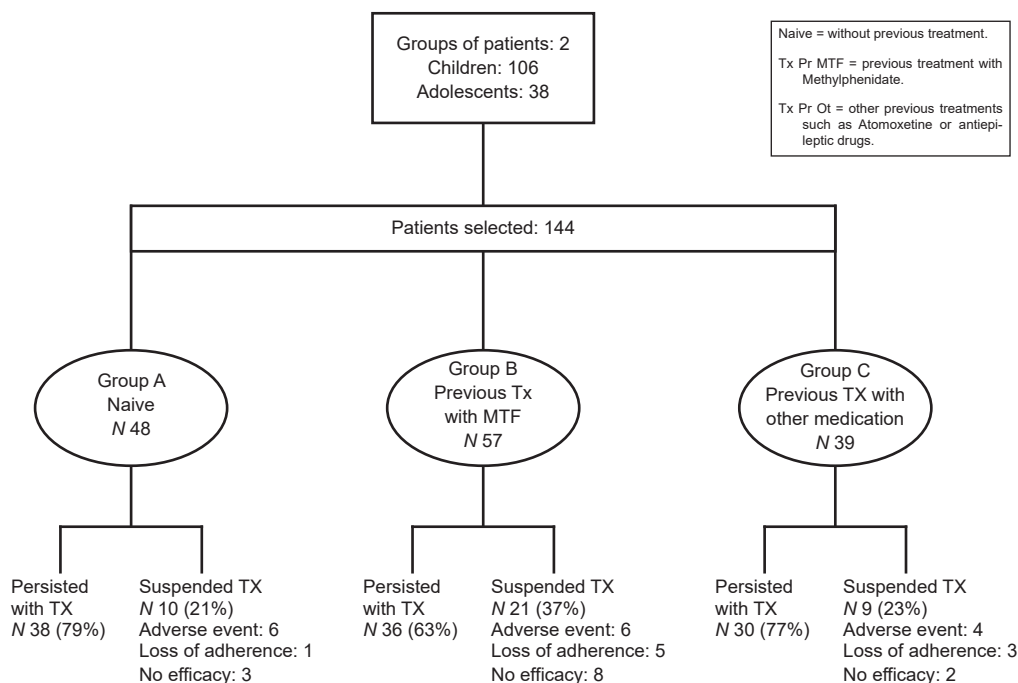 Groups of patients: 2
Children: 106
Adolescents: 38
Naive = without previous treatment.
Tx Pr MTF = previous treatment with
Methylphenidate.
Tx Pr Ot = other previous treatments
such as Atomoxetine or antiepi-
leptic drugs.
Patients selected: 144
Group A
Naive
N 48
Group B
Previous Tx
with MTF
N 57
Group C
Previous TX with
other medication
N 39
Persisted
with TX
N 38 (79%)
Suspended TX
N 10 (21%)
Adverse event: 6
Loss of adherence: 1
No efficacy: 3
Persisted
with TX
N 36 (63%)
Suspended TX
N 21 (37%)
Adverse event: 6
Loss of adherence: 5
No efficacy: 8
Persisted
with TX
N 30 (77%)
Suspended TX
N 9 (23%)
Adverse event: 4
Loss of adherence: 3
No efficacy: 2